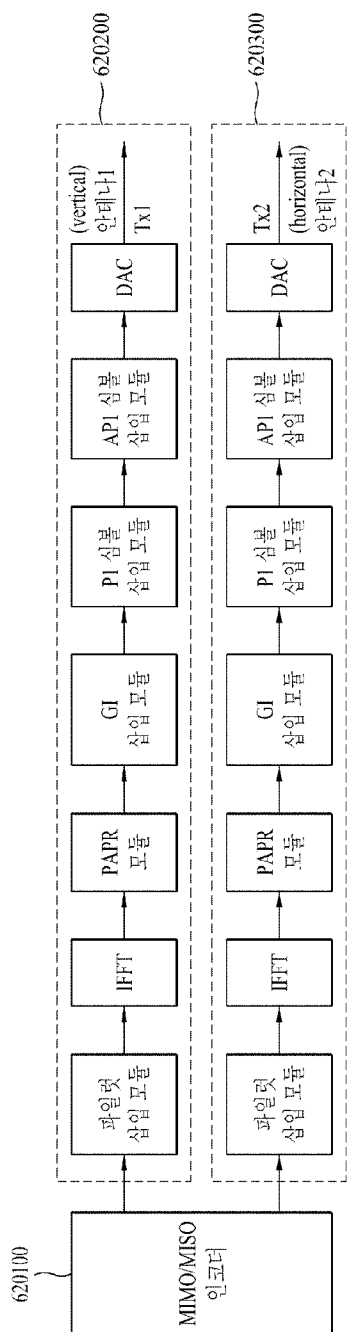 620100
MIMO/MISO
인코더
620200
파일럿
삽입 모듈
IFFT
PAPR
모듈
GI
삽입 모듈
P1 심볼
삽입 모듈
AP1 심볼
삽입 모듈
DAC
(vertical)
안테나1
Tx1
620300
파일럿
삽입 모듈
IFFT
PAPR
모듈
GI
삽입 모듈
P1 심볼
삽입 모듈
AP1 심볼
삽입 모듈
DAC
Tx2
(horizontal)
안테나2